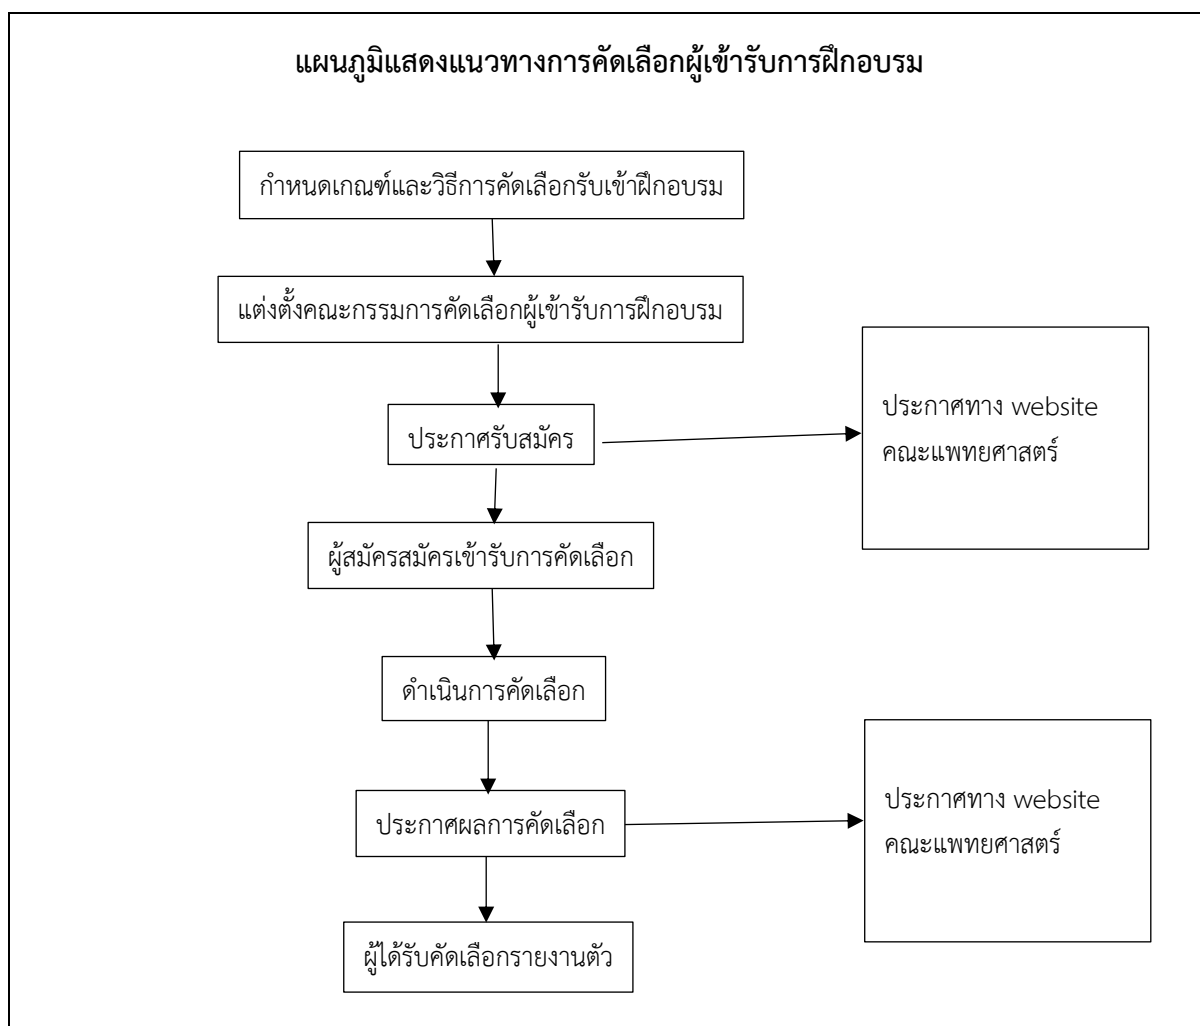 แผนภูมิแสดงแนวทางการคัดเลือกผู้เข้ารับการฝึกอบรม
กำหนดเกณฑ์และวิธีการคัดเลือกรับเข้าฝึกอบรม
แต่งตั้งคณะกรรมการคัดเลือกผู้เข้ารับการฝึกอบรม
ประกาศรับสมัคร
ประกาศทาง website
คณะแพทยศาสตร์
ผู้สมัครสมัครเข้ารับการคัดเลือก
ดำเนินการคัดเลือก
ประกาศผลการคัดเลือก
ประกาศทาง website
คณะแพทยศาสตร์
ผู้ได้รับคัดเลือกรายงานตัว